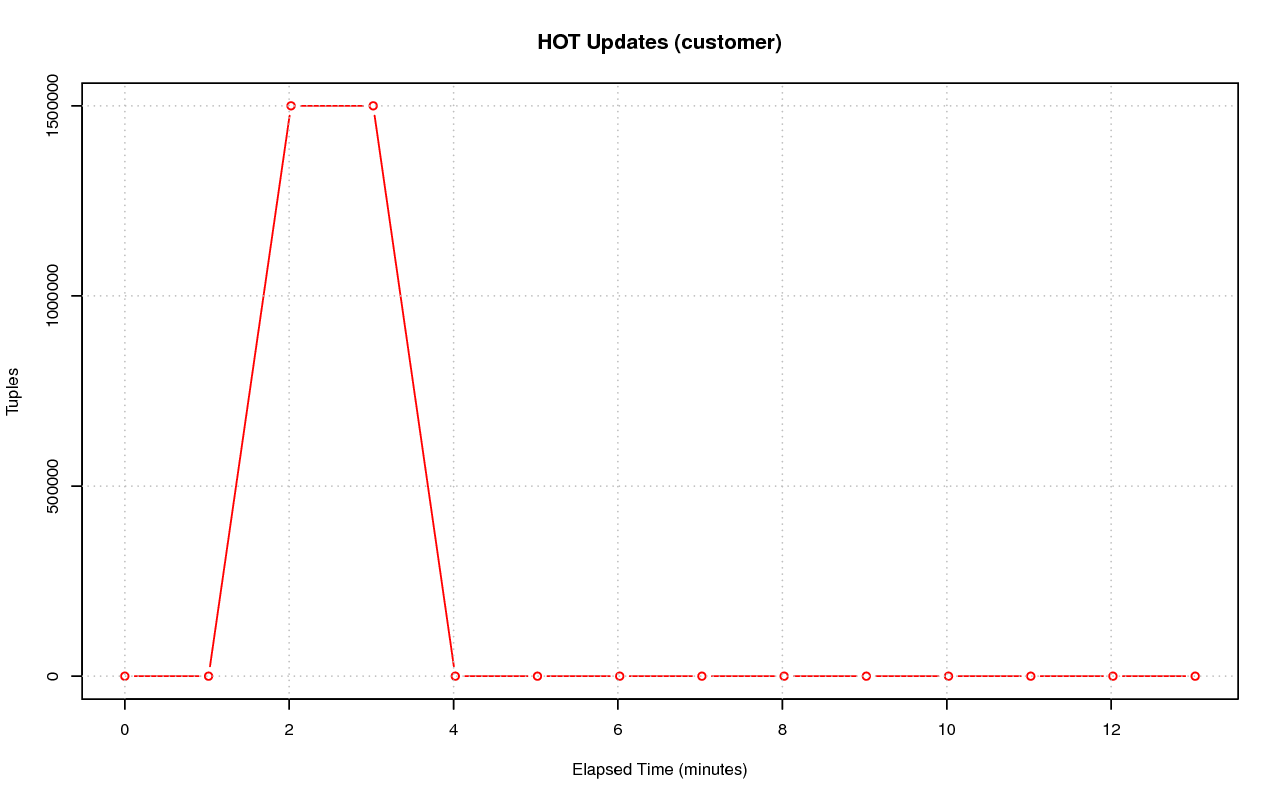 HOT Updates (customer)
1500000
1000000
500000
0
Tuples
0 2 4 6 8 10 12
Elapsed Time (minutes)